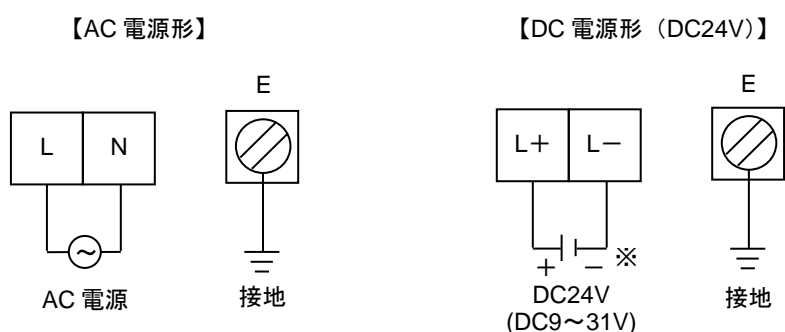 【AC 電源形】
E
L N
AC 電源
接地
【DC 電源形（DC24V）】
E
L＋ L－
＋ － ※
DC24V
(DC9～31V)
接地